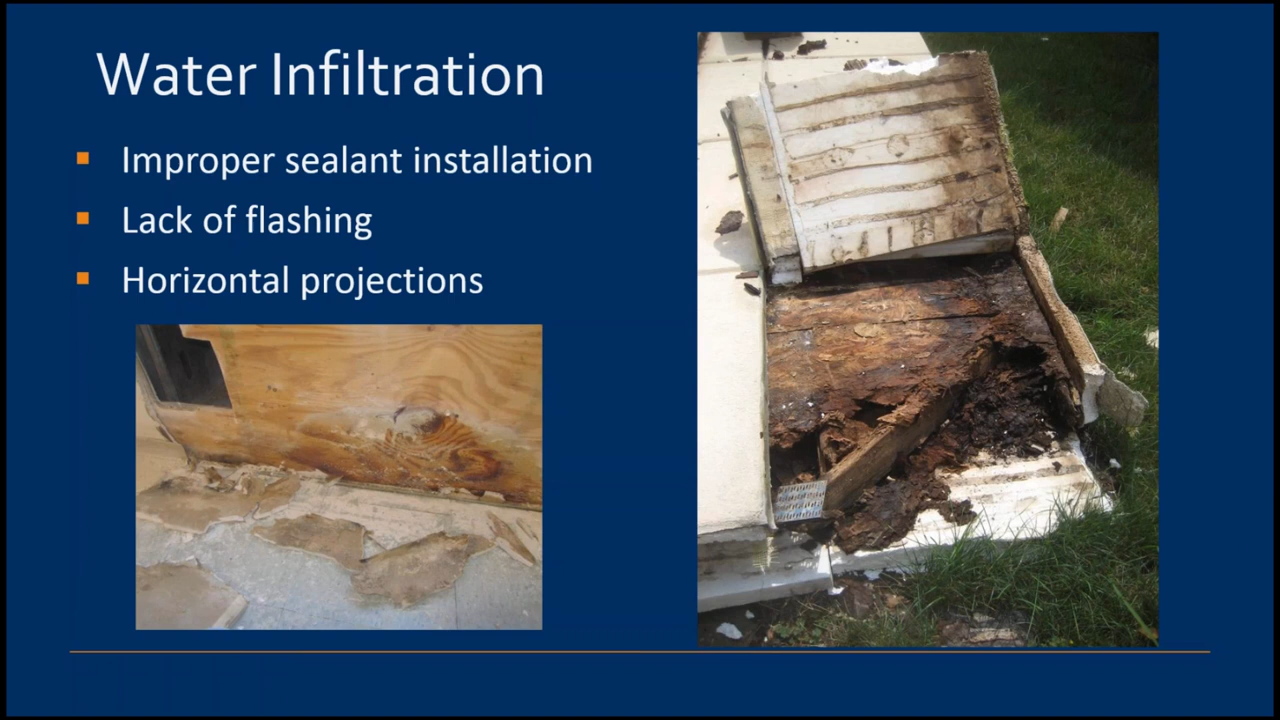 Water Infiltration
Improper sealant installation
Lack of flashing
Horizontal projections